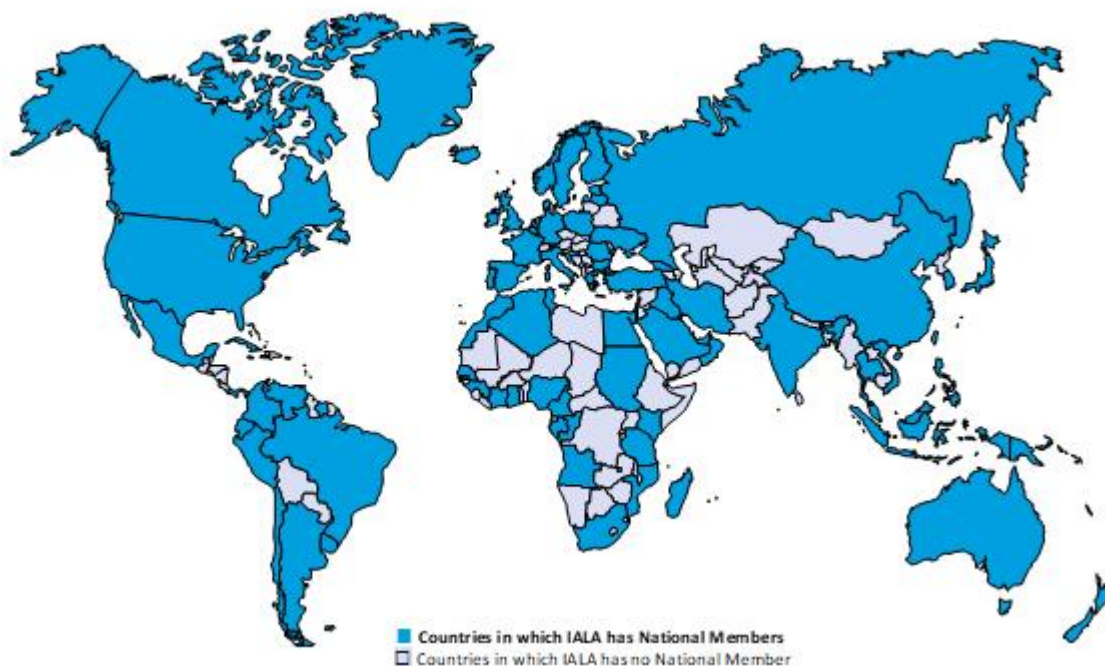 Countries in which IALA has National Members
Countries in which IALA has no National Member